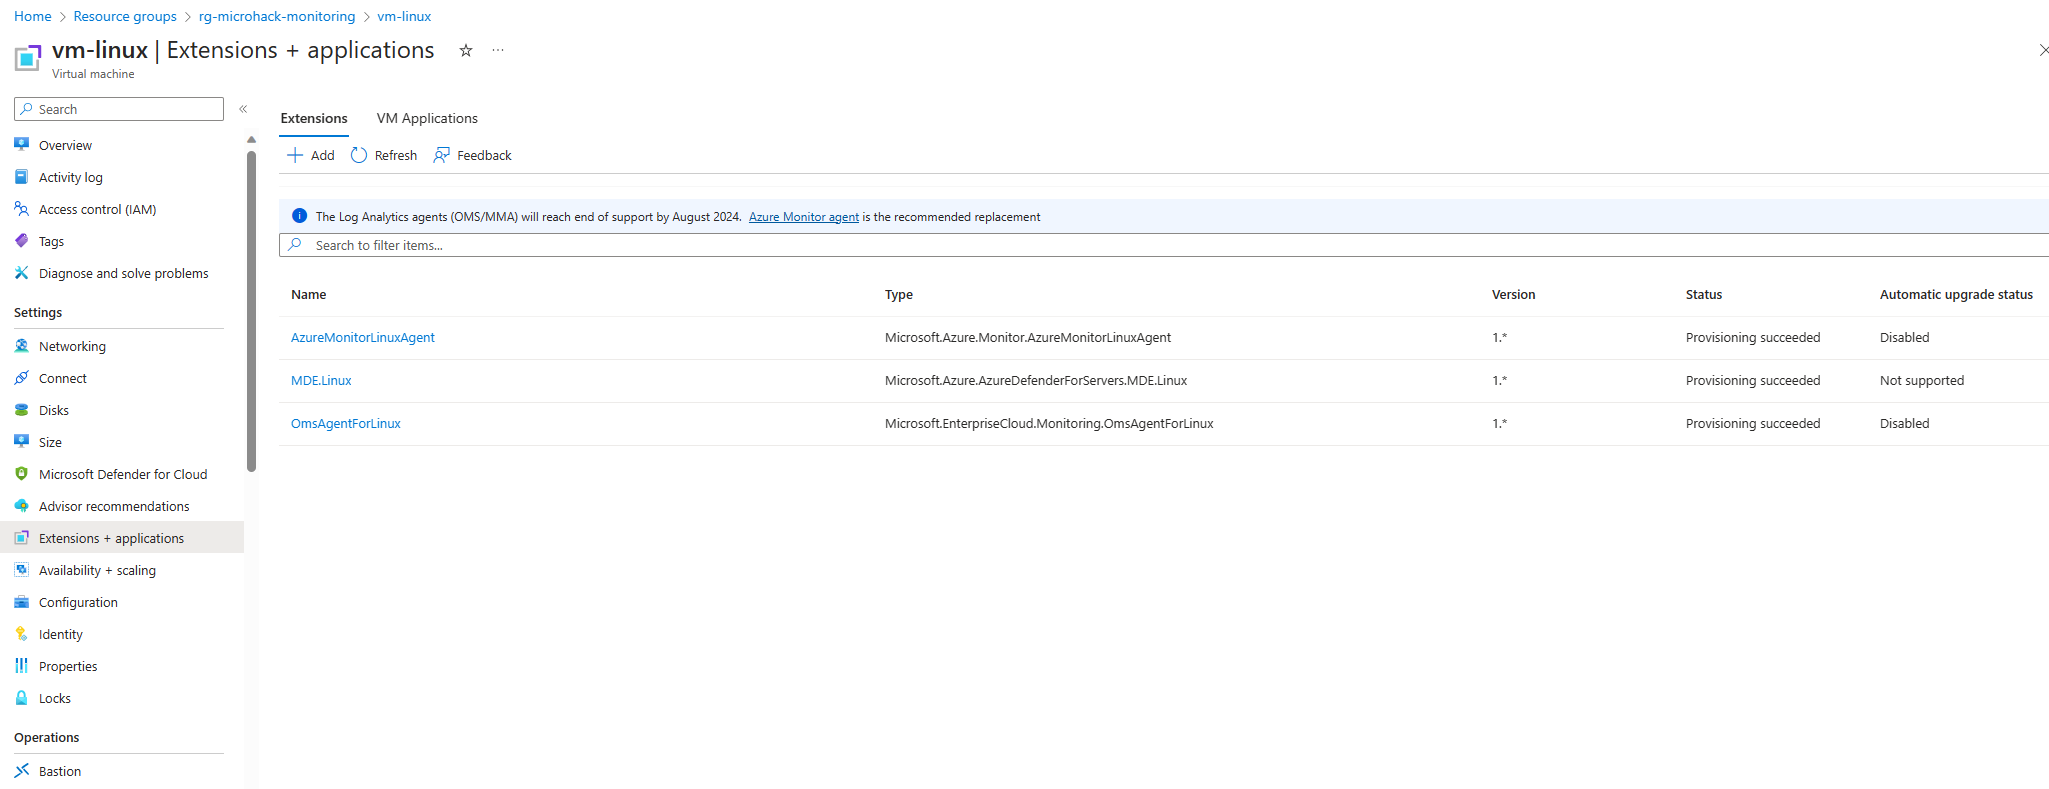 Home > Resource groups > rg-microhack-monitoring > vm-linux
vm-linux | Extensions + applications ☆ ···
Virtual machine
Search «
Overview
Activity log
Access control (IAM)
Tags
Diagnose and solve problems
Settings
Networking
Connect
Disks
Size
Microsoft Defender for Cloud
Advisor recommendations
Extensions + applications
Availability + scaling
Configuration
Identity
Properties
Locks
Operations
Bastion
Extensions VM Applications
Add Refresh Feedback
The Log Analytics agents (OMS/MMA) will reach end of support by August 2024. Azure Monitor agent is the recommended replacement
Search to filter items...
Name Type Version Status Automatic upgrade status
AzureMonitorLinuxAgent Microsoft.Azure.Monitor.AzureMonitorLinuxAgent 1.* Provisioning succeeded Disabled
MDE.Linux Microsoft.Azure.AzureDefenderForServers.MDE.Linux 1.* Provisioning succeeded Not supported
OmsAgentForLinux Microsoft.EnterpriseCloud.Monitoring.OmsAgentForLinux 1.* Provisioning succeeded Disabled